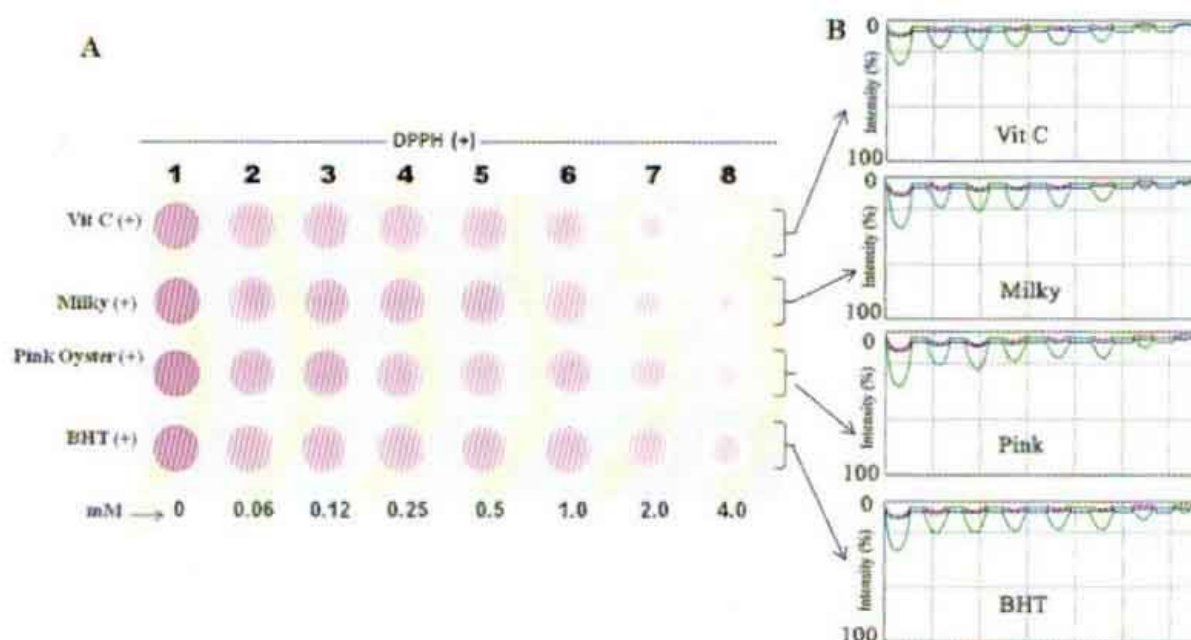 A
DPPH (+)
1 2 3 4 5 6 7 8
Vit C (+)
Milky (+)
Pink Oyster (+)
BHT (+)
mM 0 0.06 0.12 0.25 0.5 1.0 2.0 4.0
B
0
Intensity (%)
100
Vit C
0
Intensity (%)
100
Milky
0
Intensity (%)
100
Pink
0
Intensity (%)
100
BHT